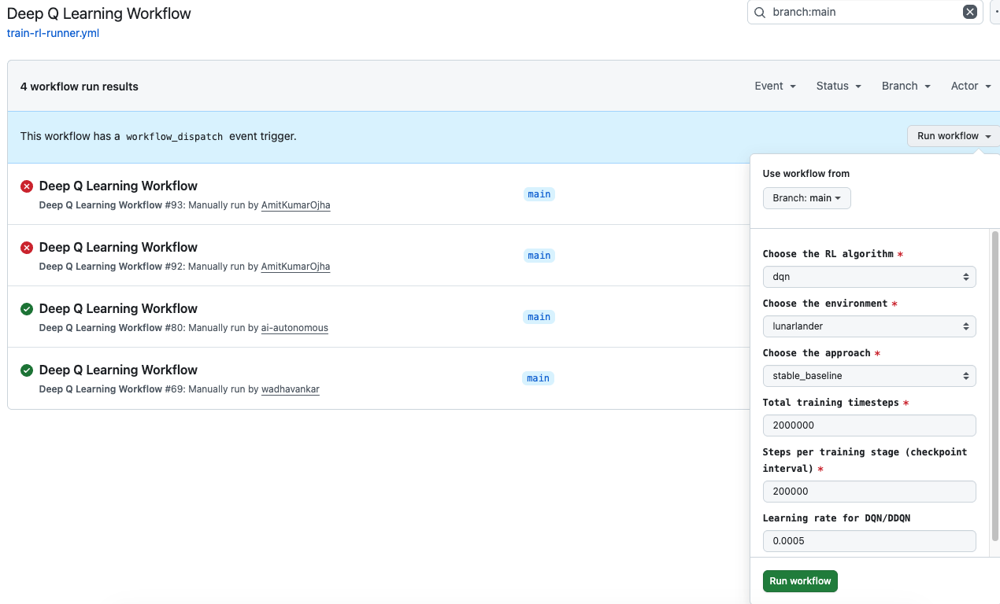 Deep Q Learning Workflow
branch:main
train-rl-runner.yml
4 workflow run results
Event
Status
Branch
Actor
This workflow has a workflow_dispatch event trigger.
Run workflow
Deep Q Learning Workflow
Deep Q Learning Workflow #93: Manually run by AmitKumarOjha
main
Deep Q Learning Workflow
Deep Q Learning Workflow #92: Manually run by AmitKumarOjha
main
Deep Q Learning Workflow
Deep Q Learning Workflow #80: Manually run by ai-autonomous
main
Deep Q Learning Workflow
Deep Q Learning Workflow #69: Manually run by wadhavankar
main
Use workflow from
Branch: main
Choose the RL algorithm *
dqn
Choose the environment *
lunarlander
Choose the approach *
stable_baseline
Total training timesteps *
2000000
Steps per training stage (checkpoint
interval) *
200000
Learning rate for DQN/DDQN
0.0005
Run workflow